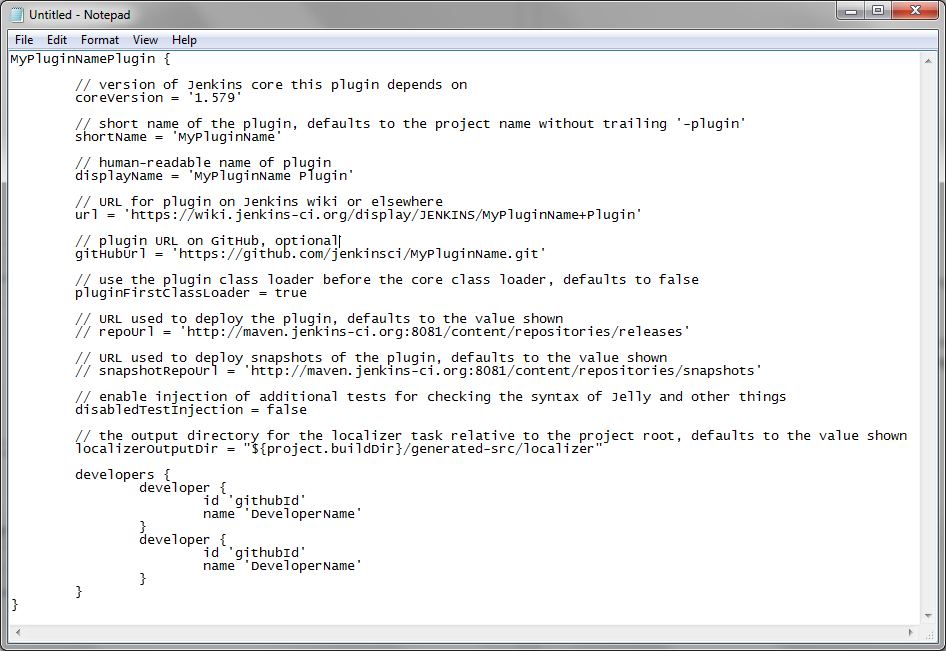 Untitled - Notepad
File Edit Format View Help
MyPluginNamePlugin {
// version of Jenkins core this plugin depends on
coreVersion = '1.579'
// short name of the plugin, defaults to the project name without trailing '-plugin'
shortName = 'MyPluginName'
// human-readable name of plugin
displayName = 'MyPluginName Plugin'
// URL for plugin on Jenkins wiki or elsewhere
url = 'https://wiki.jenkins-ci.org/display/JENKINS/MyPluginName+Plugin'
// plugin URL on GitHub, optional
gitHubUrl = 'https://github.com/jenkinsci/MyPluginName.git'
// use the plugin class loader before the core class loader, defaults to false
pluginFirstClassLoader = true
// URL used to deploy the plugin, defaults to the value shown
// repoUrl = 'http://maven.jenkins-ci.org:8081/content/repositories/releases'
// URL used to deploy snapshots of the plugin, defaults to the value shown
// snapshotRepoUrl = 'http://maven.jenkins-ci.org:8081/content/repositories/snapshots'
// enable injection of additional tests for checking the syntax of Jelly and other things
disabledTestInjection = false
// the output directory for the localizer task relative to the project root, defaults to the value shown
localizerOutputDir = "${project.buildDir}/generated-src/localizer"
developers {
developer {
id 'githubId'
name 'DeveloperName'
}
developer {
id 'githubId'
name 'DeveloperName'
}
}
}